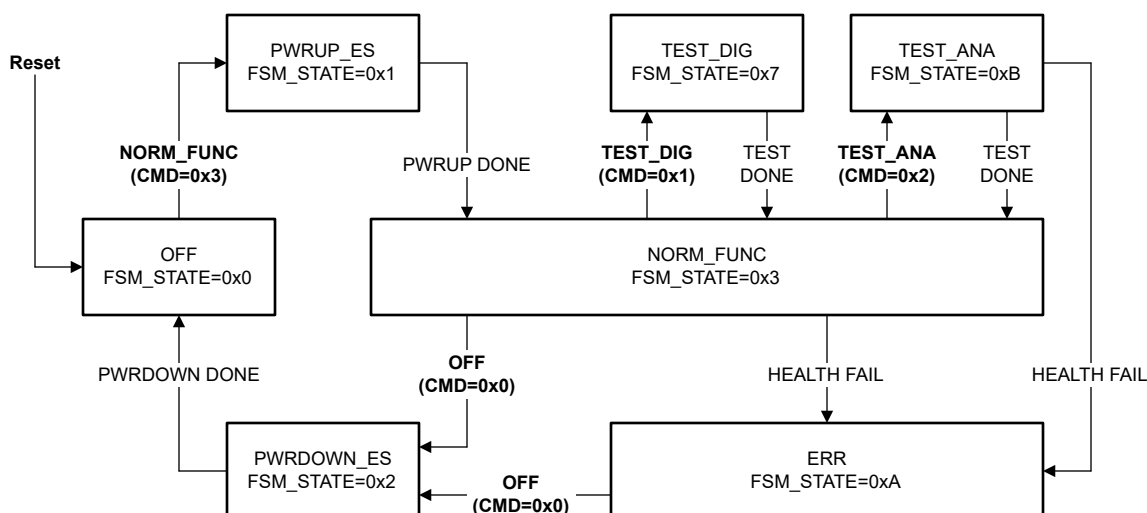 Reset
PWRUP_ES
FSM_STATE=0x1
TEST_DIG
FSM_STATE=0x7
TEST_ANA
FSM_STATE=0xB
NORM_FUNC
(CMD=0x3)
PWRUP DONE
TEST_DIG
(CMD=0x1)
TEST
DONE
TEST_ANA
(CMD=0x2)
TEST
DONE
OFF
FSM_STATE=0x0
NORM_FUNC
FSM_STATE=0x3
PWRDOWN DONE
OFF
(CMD=0x0)
HEALTH FAIL
HEALTH FAIL
PWRDOWN_ES
FSM_STATE=0x2
OFF
(CMD=0x0)
ERR
FSM_STATE=0xA